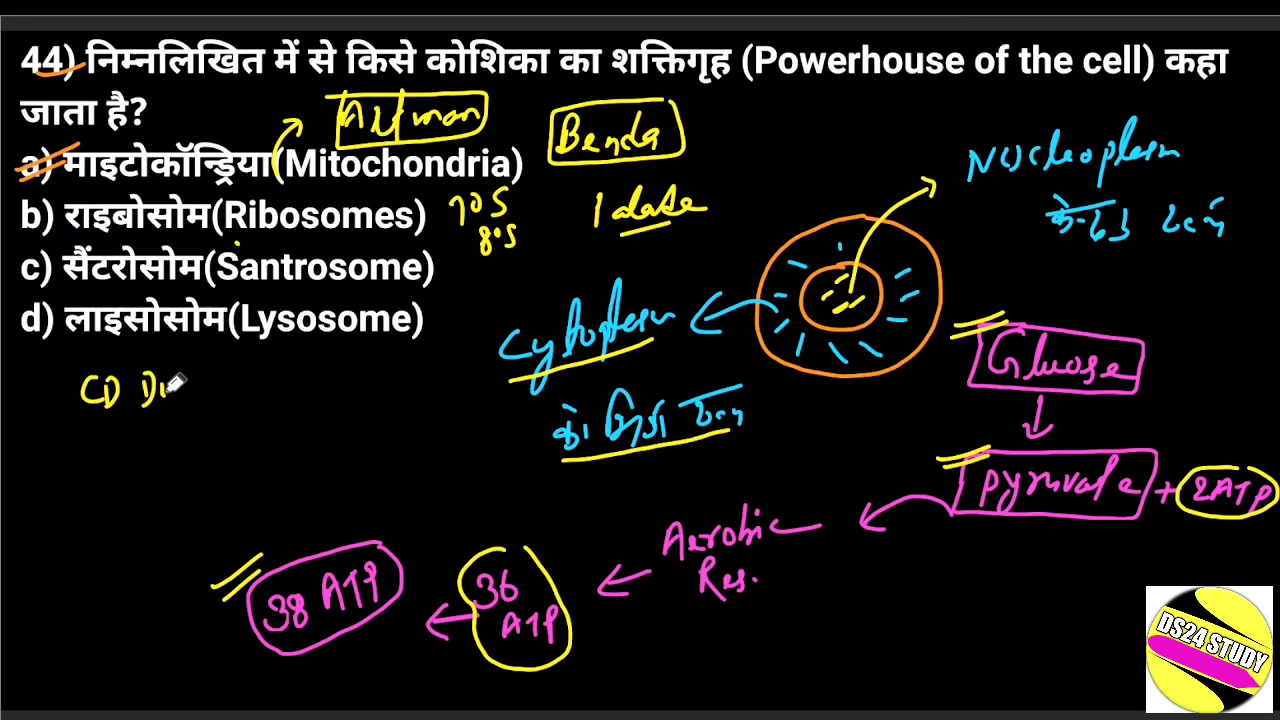 44) निम्नलिखित में से किसे कोशिका का शक्तिगृह (Powerhouse of the cell) कहा
जाता है?
a) माइटोकॉन्ड्रिया(Mitochondria)
b) राइबोसोम(Ribosomes)
c) सैंटरोसोम(Santrosome)
d) लाइसोसोम(Lysosome)
Altman
Benda
70S
80S
Nucleoplasm
Cytoplasm
CD
Glucose
Pyruvate + 2ATP
Aerobic
Res.
36
ATP
38 ATP
DS24 STUDY